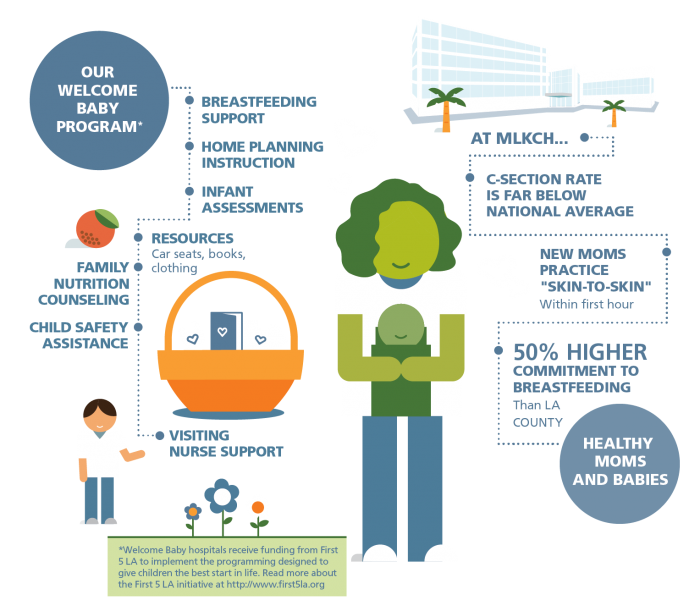 OUR
WELCOME
BABY
PROGRAM*
BREASTFEEDING
SUPPORT
HOME PLANNING
INSTRUCTION
INFANT
ASSESSMENTS
RESOURCES
Car seats, books,
clothing
FAMILY
NUTRITION
COUNSELING
CHILD SAFETY
ASSISTANCE
VISITING
NURSE SUPPORT
*Welcome Baby hospitals receive funding from First
5 LA to implement the programming designed to
give children the best start in life. Read more about
the First 5 LA initiative at http://www.first5la.org
AT MLKCH...
C-SECTION RATE
IS FAR BELOW
NATIONAL AVERAGE
NEW MOMS
PRACTICE
"SKIN-TO-SKIN"
Within first hour
50% HIGHER
COMMITMENT TO
BREASTFEEDING
Than LA
COUNTY
HEALTHY
MOMS
AND BABIES